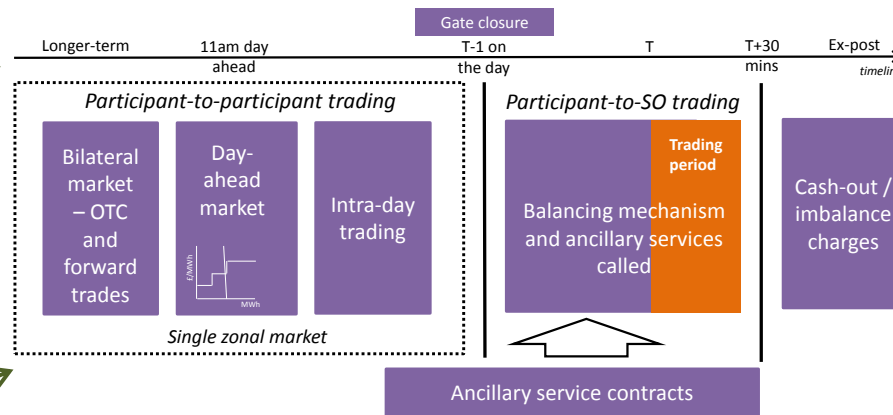 Gate closure
Longer-term
11am day
ahead
T-1 on
the day
T
T+30
mins
Ex-post
Participant-to-participant trading
Bilateral
market
– OTC
and
forward
trades
Day-
ahead
market
£/MWh
MWh
Intra-day
trading
Single zonal market
Participant-to-SO trading
Trading
period
Balancing mechanism
and ancillary services
called
Cash-out /
imbalance
charges
Ancillary service contracts